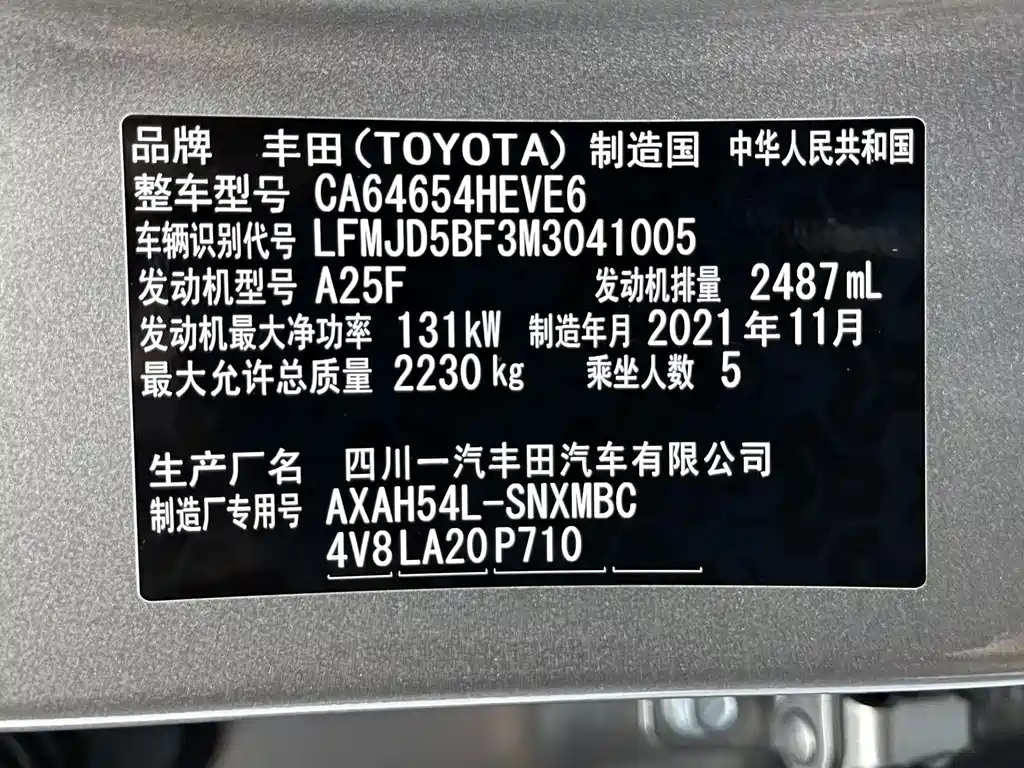 品牌 丰田(TOYOTA) 制造国 中华人民共和国
整车型号 CA64654HEVE6
车辆识别代号 LFMJD5BF3M3041005
发动机型号 A25F 发动机排量 2487mL
发动机最大净功率 131kW 制造年月 2021年11月
最大允许总质量 2230kg 乘坐人数 5
生产厂名 四川一汽丰田汽车有限公司
制造厂专用号 AXAH54L-SNXMBC
4V8 LA20 P710